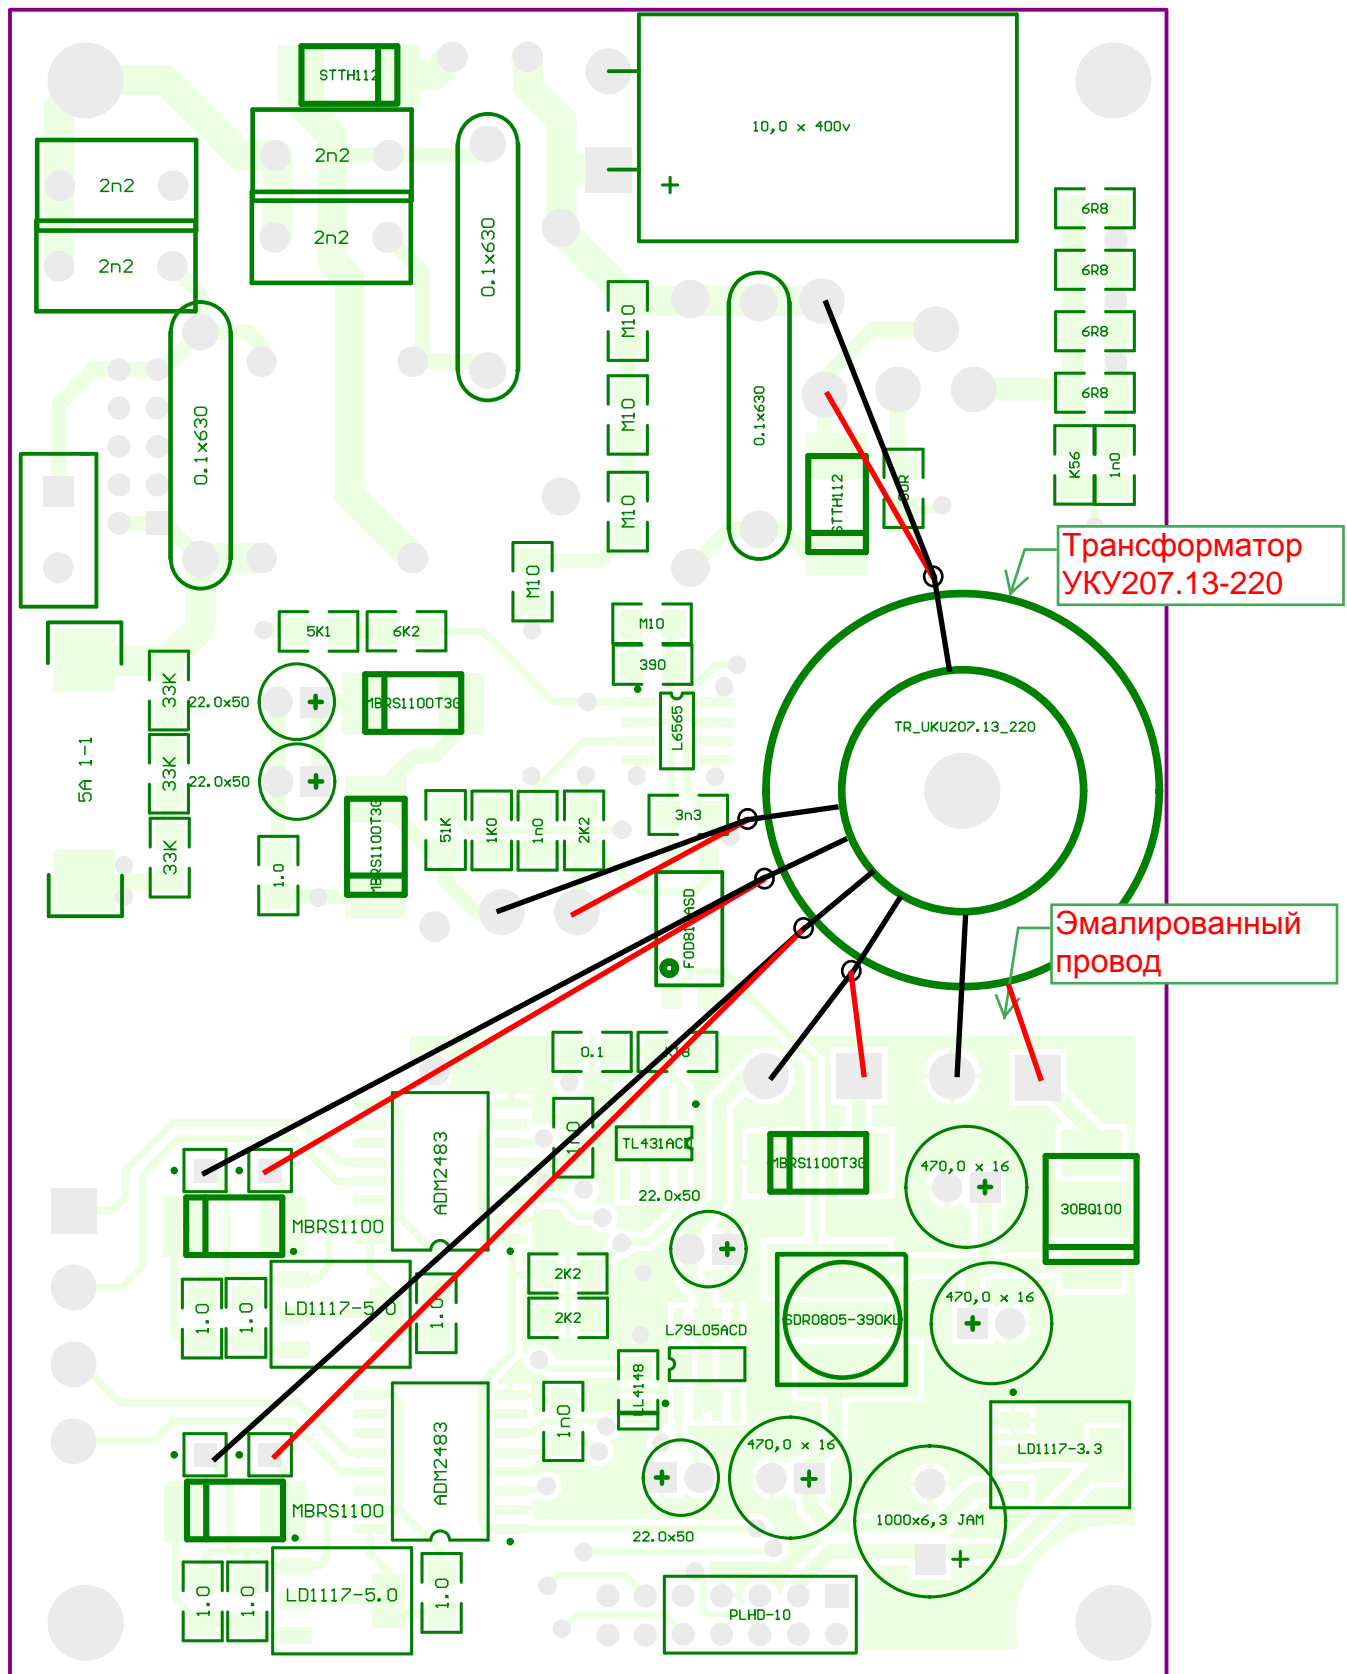 STTH112
10,0 x 400v
2n2
2n2
2n2
2n2
0.1x630
6R8
6R8
6R8
6R8
M10
M10
M10
0.1x630
0.1x630
K56
1n0
STTH112
Трансформатор
УКУ207.13-220
M10
5K1
6K2
M10
390
33K
22.0x50
MBRS1100T3G
L6565
TR_UKU207.13_220
5A 1-1
33K
22.0x50
33K
1.0
MBRS1100T3G
51K
1K0
1n0
2K2
3n3
Эмалированный
провод
0.1
ADM2483
TL431ACD
MBRS1100T3G
470,0 x 16
22.0x50
30BQ100
MBRS1100
2K2
2K2
1.0
1.0
LD1117-5.0
1.0
SDR0805-390KL
470,0 x 16
L79L05ACD
ADM2483
1n0
470,0 x 16
LD1117-3.3
MBRS1100
22.0x50
1000x6,3 JAM
1.0
1.0
LD1117-5.0
1.0
PLHD-10